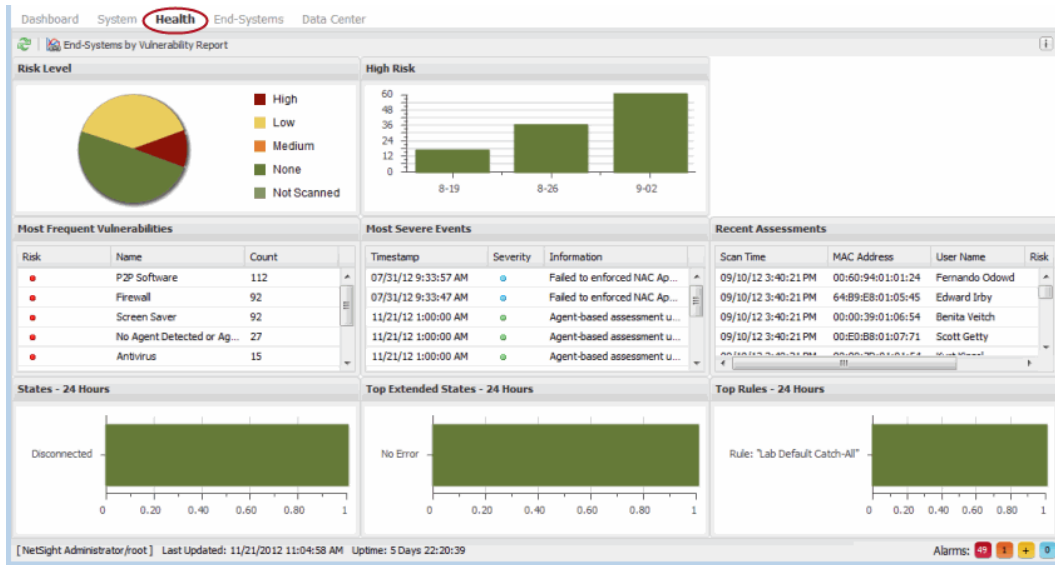 Dashboard System Health End-Systems Data Center
End-Systems by Vulnerability Report
Risk Level
High
Low
Medium
None
Not Scanned
High Risk
60
48
36
24
12
0
8-19 8-26 9-02
Most Frequent Vulnerabilities
Risk Name Count
P2P Software 112
Firewall 92
Screen Saver 92
No Agent Detected or Ag... 27
Antivirus 15
Most Severe Events
Timestamp Severity Information
07/31/12 9:33:57 AM Failed to enforced NAC Ap...
07/31/12 9:33:47 AM Failed to enforced NAC Ap...
11/21/12 1:00:00 AM Agent-based assessment u...
11/21/12 1:00:00 AM Agent-based assessment u...
11/21/12 1:00:00 AM Agent-based assessment u...
Recent Assessments
Scan Time MAC Address User Name Risk
09/10/12 3:40:21 PM 00:60:94:01:01:24 Fernando Odowd
09/10/12 3:40:21 PM 64:B9:E8:01:05:45 Edward Irby
09/10/12 3:40:21 PM 00:00:39:01:06:54 Benita Veitch
09/10/12 3:40:21 PM 00:E0:B8:01:07:71 Scott Getty
09/10/12 3:40:21 PM
States - 24 Hours
Disconnected
0 0.20 0.40 0.60 0.80 1
Top Extended States - 24 Hours
No Error
0 0.20 0.40 0.60 0.80 1
Top Rules - 24 Hours
Rule: "Lab Default Catch-All"
0 0.20 0.40 0.60 0.80 1
[ NetSight Administrator/root ] Last Updated: 11/21/2012 11:04:58 AM Uptime: 5 Days 22:20:39
Alarms: 49 1 + 0